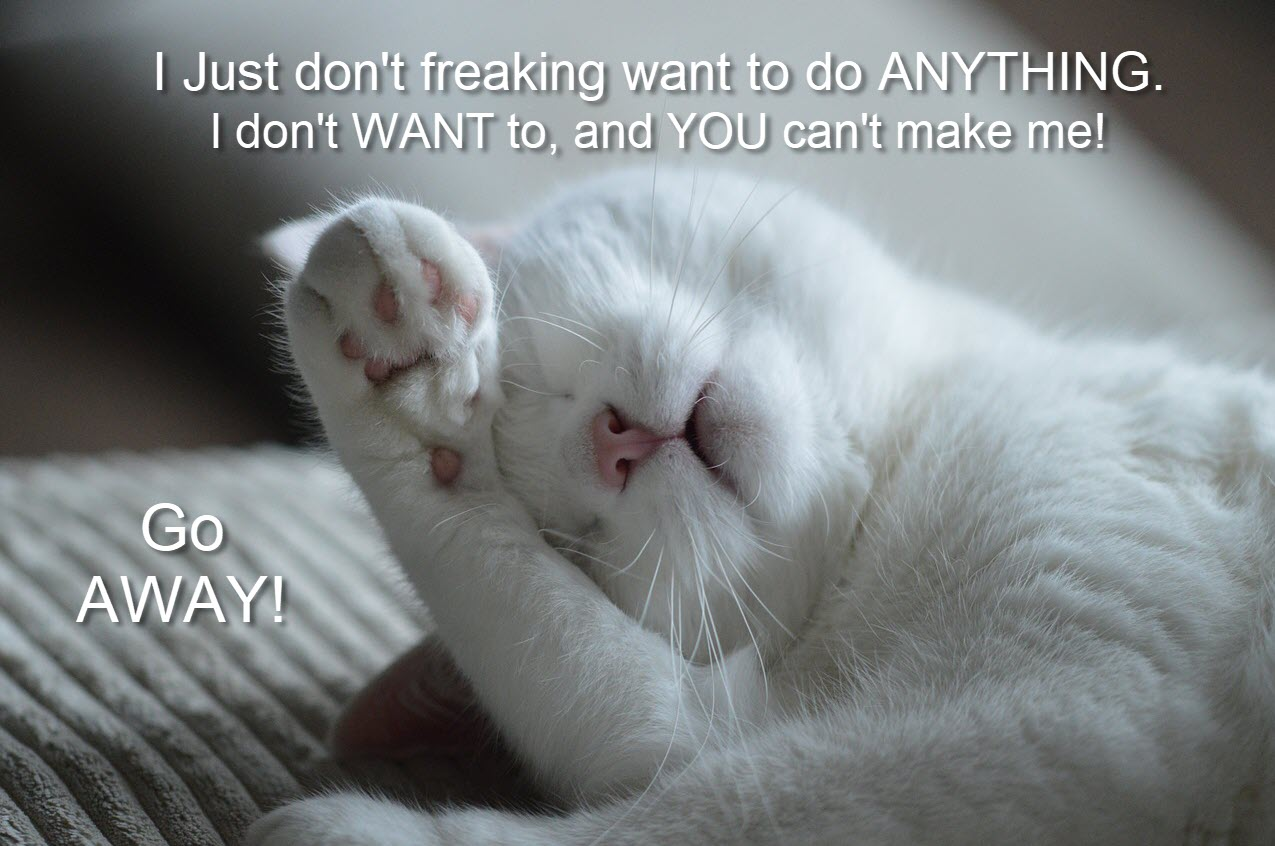 I Just don't freaking want to do ANYTHING.
I don't WANT to, and YOU can't make me!
Go
AWAY!